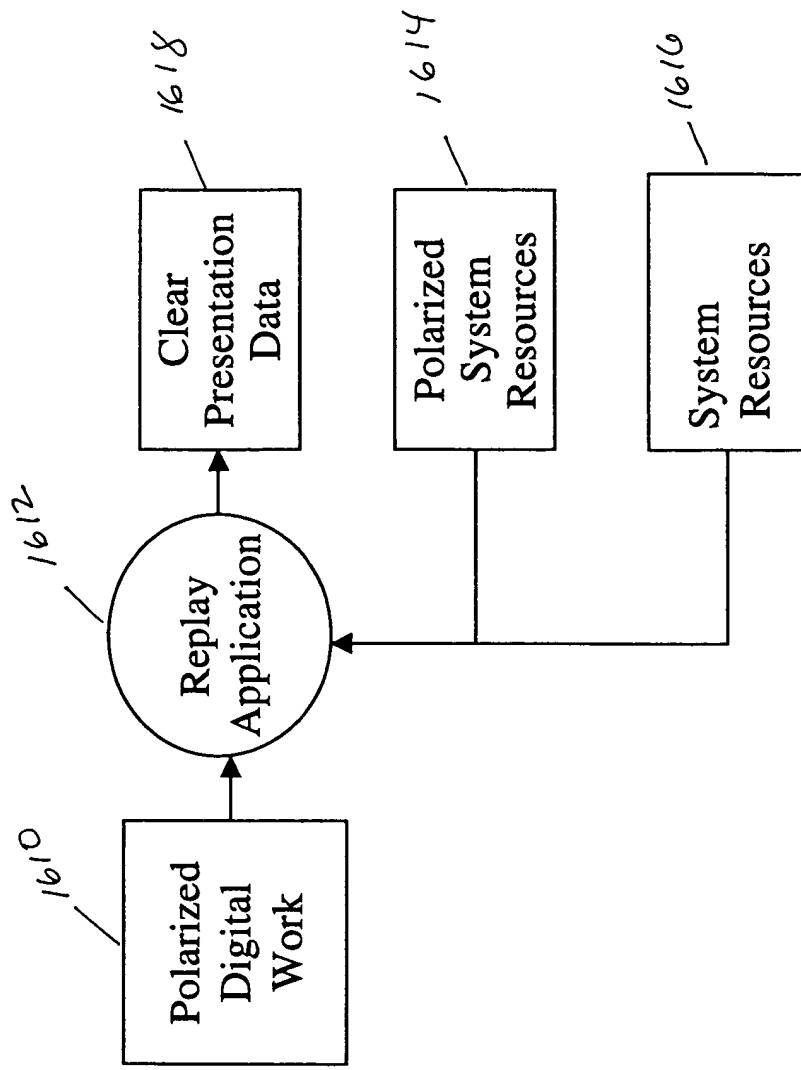 1610
Polarized
Digital
Work
1612
Replay
Application
1618
Clear
Presentation
Data
1614
Polarized
System
Resources
1616
System
Resources